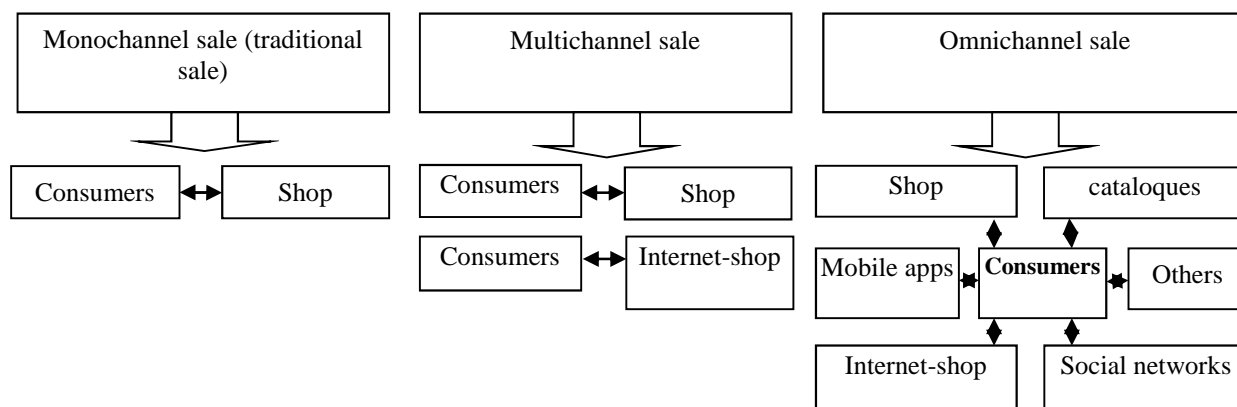 Monochannel sale (traditional
sale)
Multichannel sale
Omnichannel sale
Consumers
Shop
Consumers
Shop
Consumers
Internet-shop
Shop
cataloques
Mobile apps
Consumers
Others
Internet-shop
Social networks